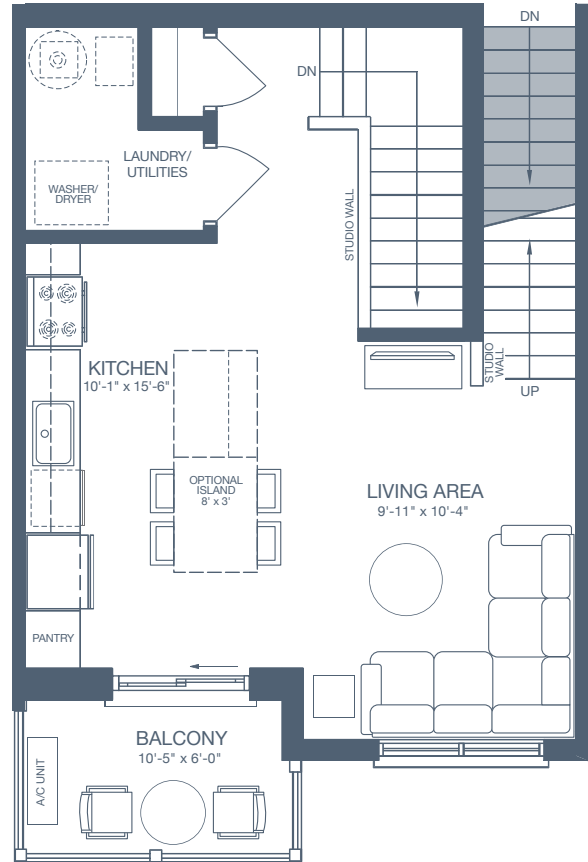 DN
DN
LAUNDRY/
UTILITIES
WASHER/
DRYER
STUDIO WALL
STUDIO
WALL
UP
KITCHEN
10'-1" x 15'-6"
OPTIONAL
ISLAND
8' x 3'
LIVING AREA
9'-11" x 10'-4"
PANTRY
BALCONY
10'-5" x 6'-0"
A/C UNIT